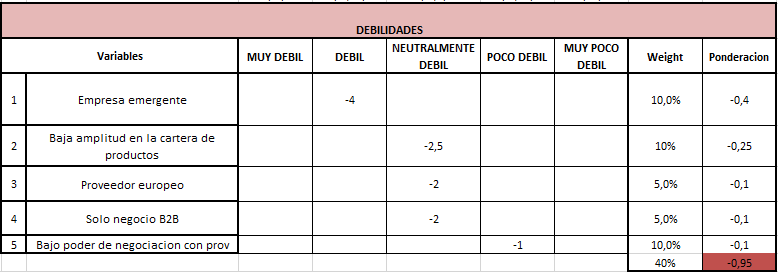 DEBILIDADES
Variables MUY DEBIL DEBIL NEUTRALMENTE DEBIL POCO DEBIL MUY POCO DEBIL Weight Ponderacion
1 Empresa emergente -4 10,0% -0,4
2 Baja amplitud en la cartera de productos -2,5 10% -0,25
3 Proveedor europeo -2 5,0% -0,1
4 Solo negocio B2B -2 5,0% -0,1
5 Bajo poder de negociacion con prov -1 10,0% -0,1
40% -0,95